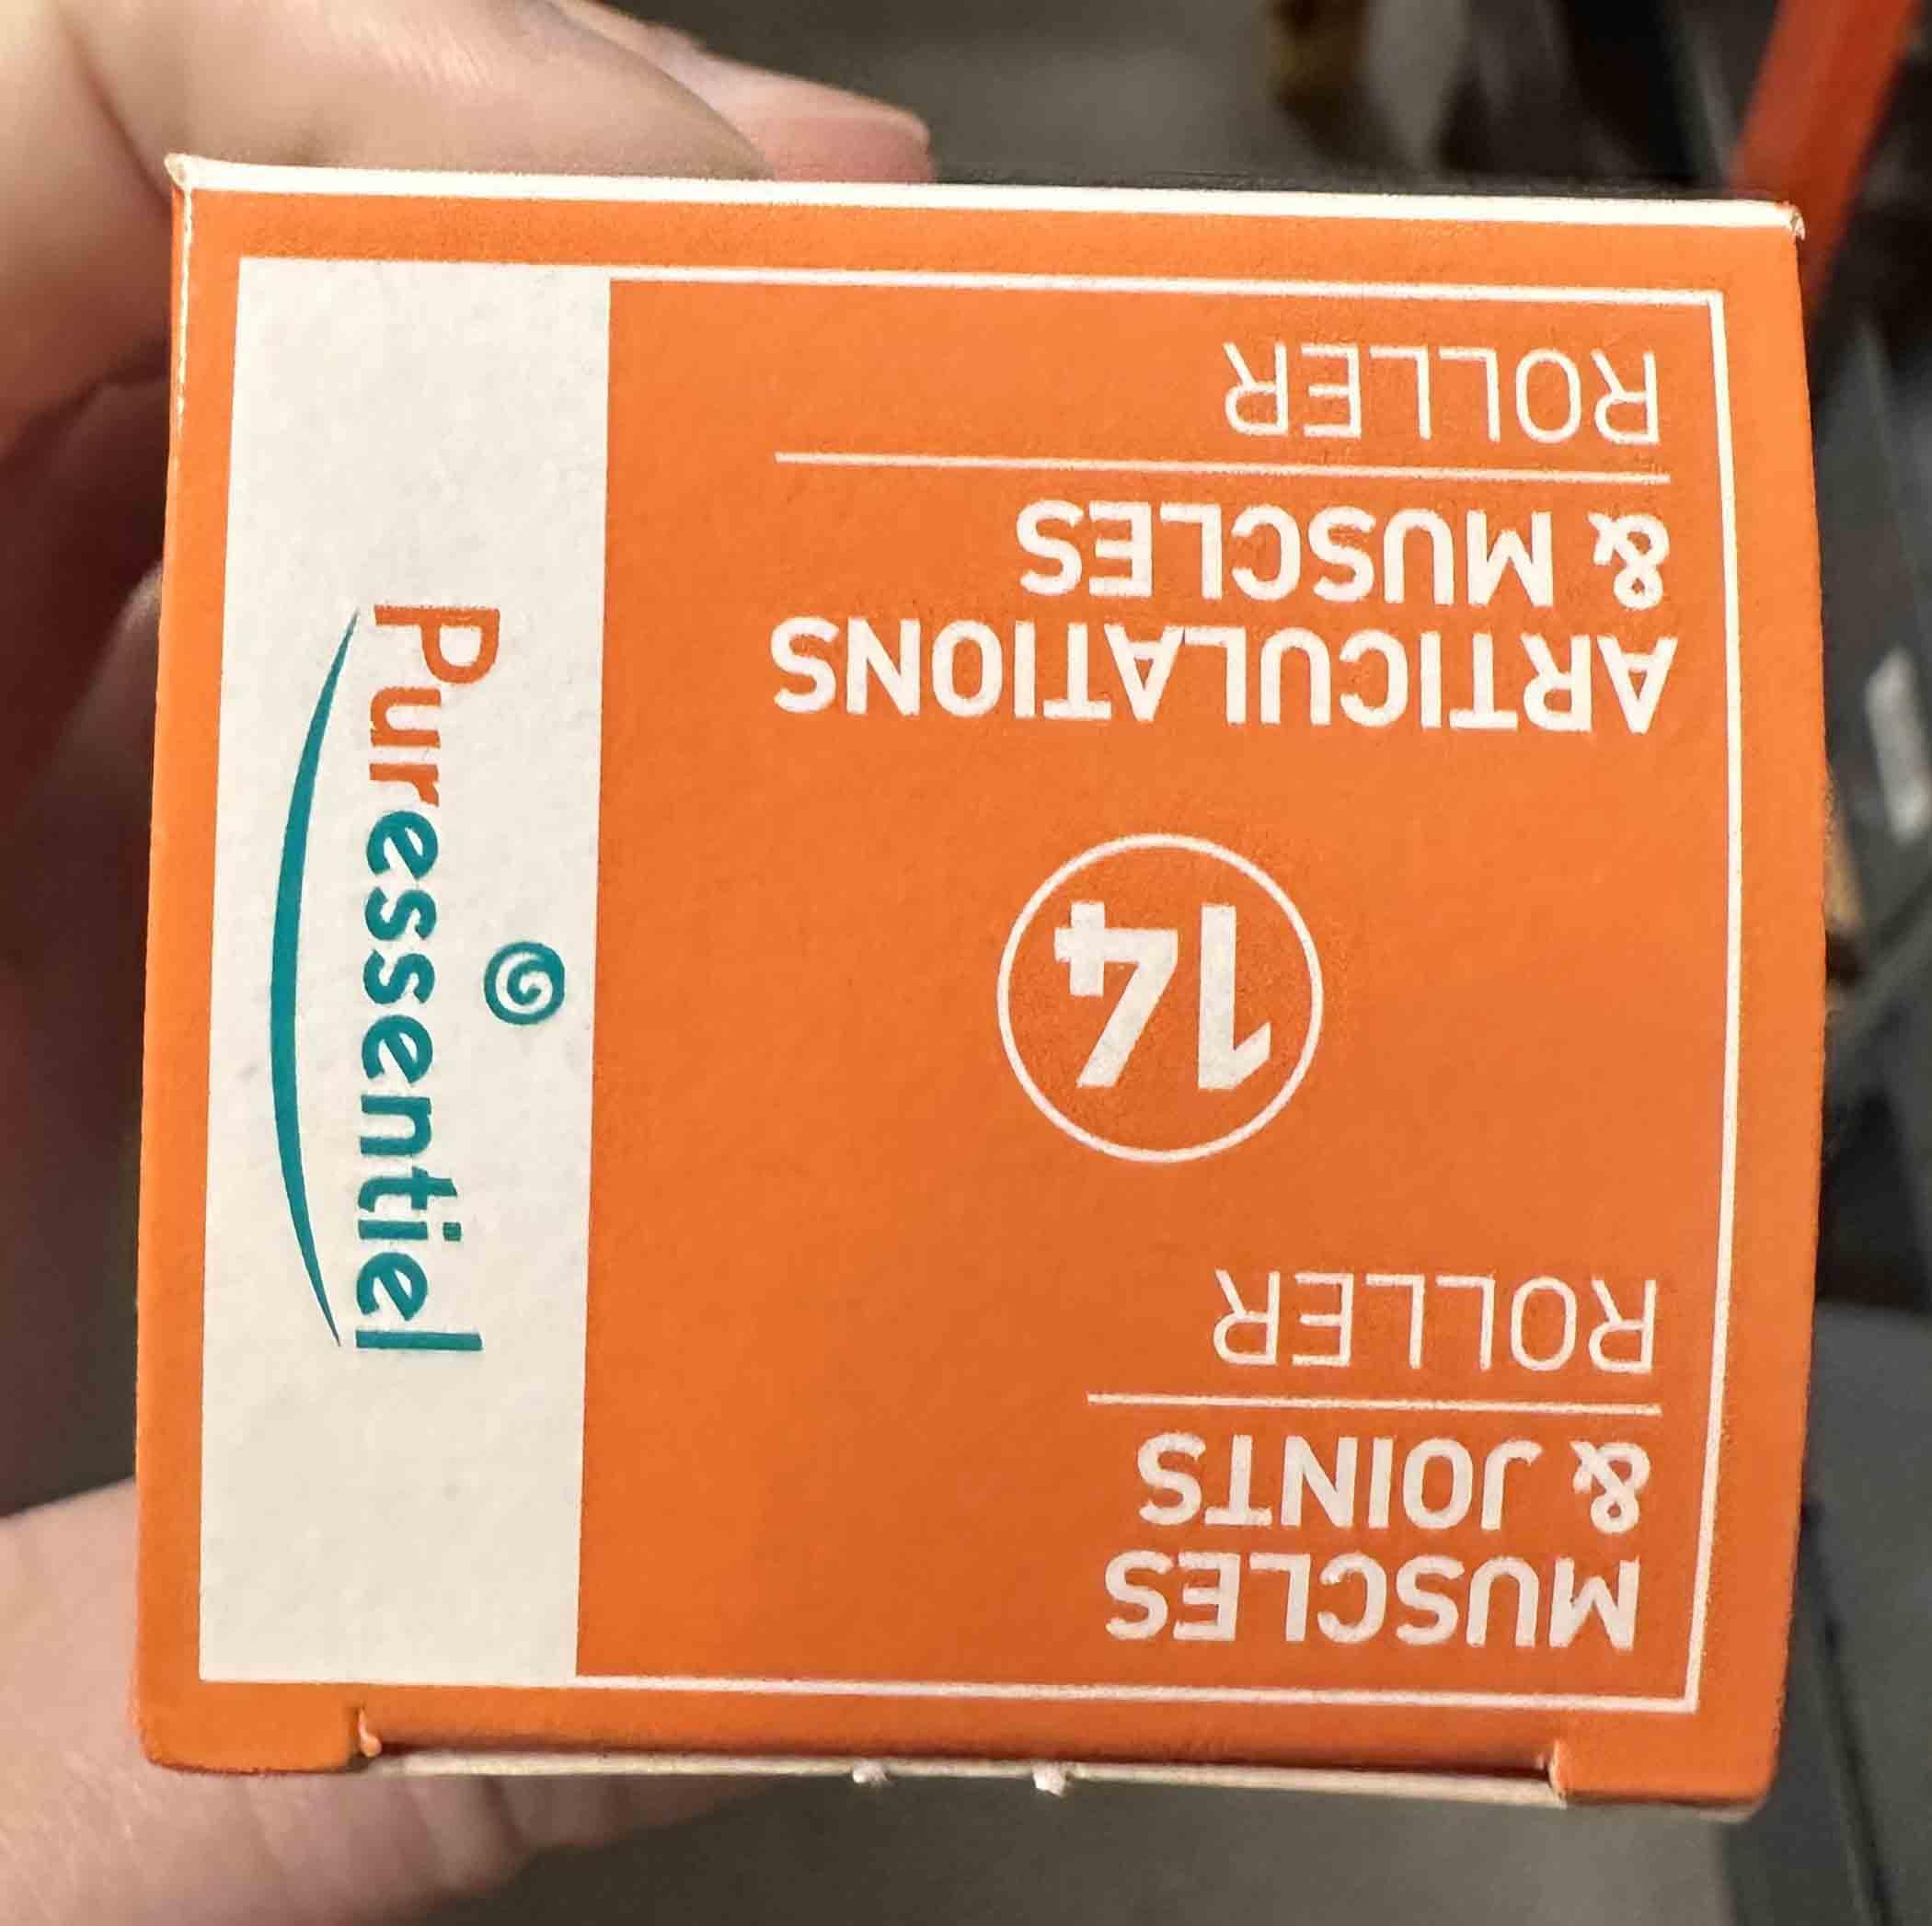 MUSCLES
& JOINTS
ROLLER
14
ARTICULATIONS
& MUSCLES
ROLLER
Puressentiel